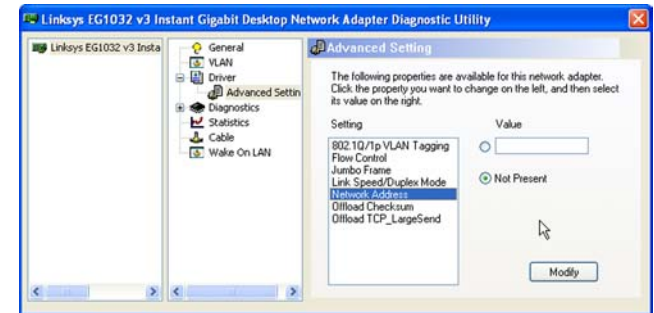 Linksys EG1032 v3 Instant Gigabit Desktop Network Adapter Diagnostic Utility
Linksys EG1032 v3 Insta
General
VLAN
Driver
Advanced Settin
Diagnostics
Statistics
Cable
Wake On LAN
Advanced Setting
The following properties are available for this network adapter.
Click the property you want to change on the left, and then select
its value on the right.
Setting
Value
802.1Q/1p VLAN Tagging
Flow Control
Jumbo Frame
Link Speed/Duplex Mode
Network Address
Offload Checksum
Offload TCP_LargeSend
Not Present
Modify